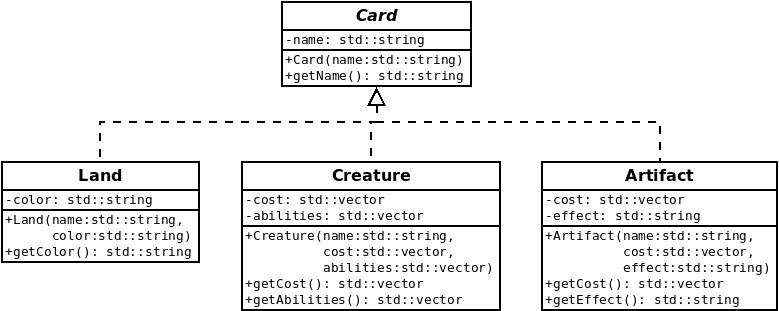 Card
-name: std::string
+Card(name:std::string)
+getName(): std::string
Land
-color: std::string
+Land(name:std::string,
color:std::string)
+getColor(): std::string
Creature
-cost: std::vector
-abilities: std::vector
+Creature(name:std::string,
cost:std::vector,
abilities:std::vector)
+getCost(): std::vector
+getAbilities(): std::vector
Artifact
-cost: std::vector
-effect: std::string
+Artifact(name:std::string,
cost:std::vector,
effect:std::string)
+getCost(): std::vector
+getEffect(): std::string